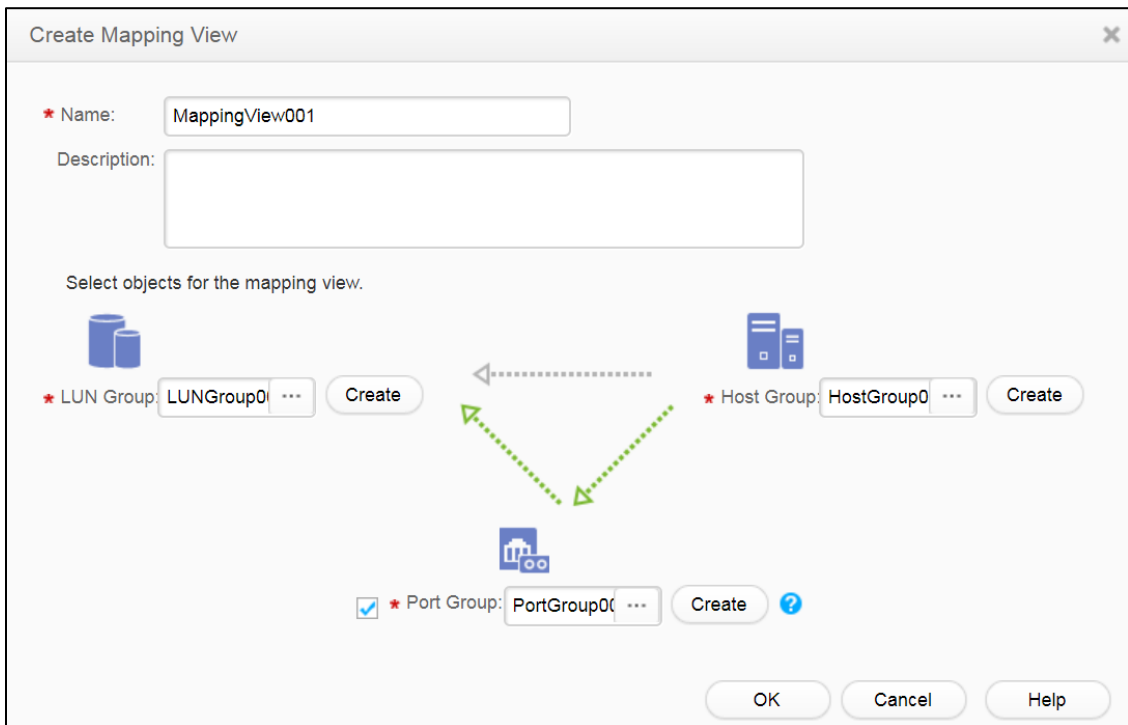 Create Mapping View
* Name: MappingView001
Description:
Select objects for the mapping view.
* LUN Group: LUNGroup0 ... Create * Host Group: HostGroup0 ... Create
* Port Group: PortGroup0 ... Create ?
OK Cancel Help